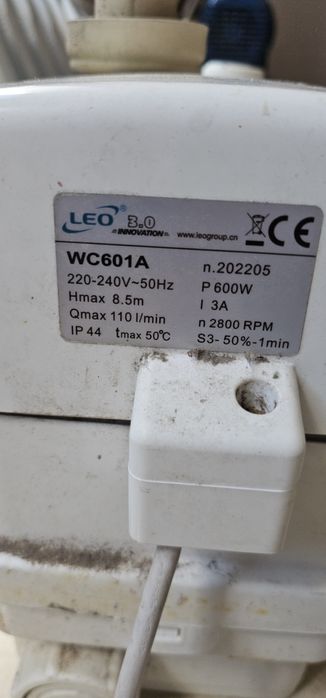 LEO® 3.0
INNOVATION www.leogroup.cn
WC601A n.202205
220-240V~50Hz P 600W
Hmax 8.5m I 3A
Qmax 110 l/min n 2800 RPM
IP 44 tmax 50℃ S3- 50%-1min